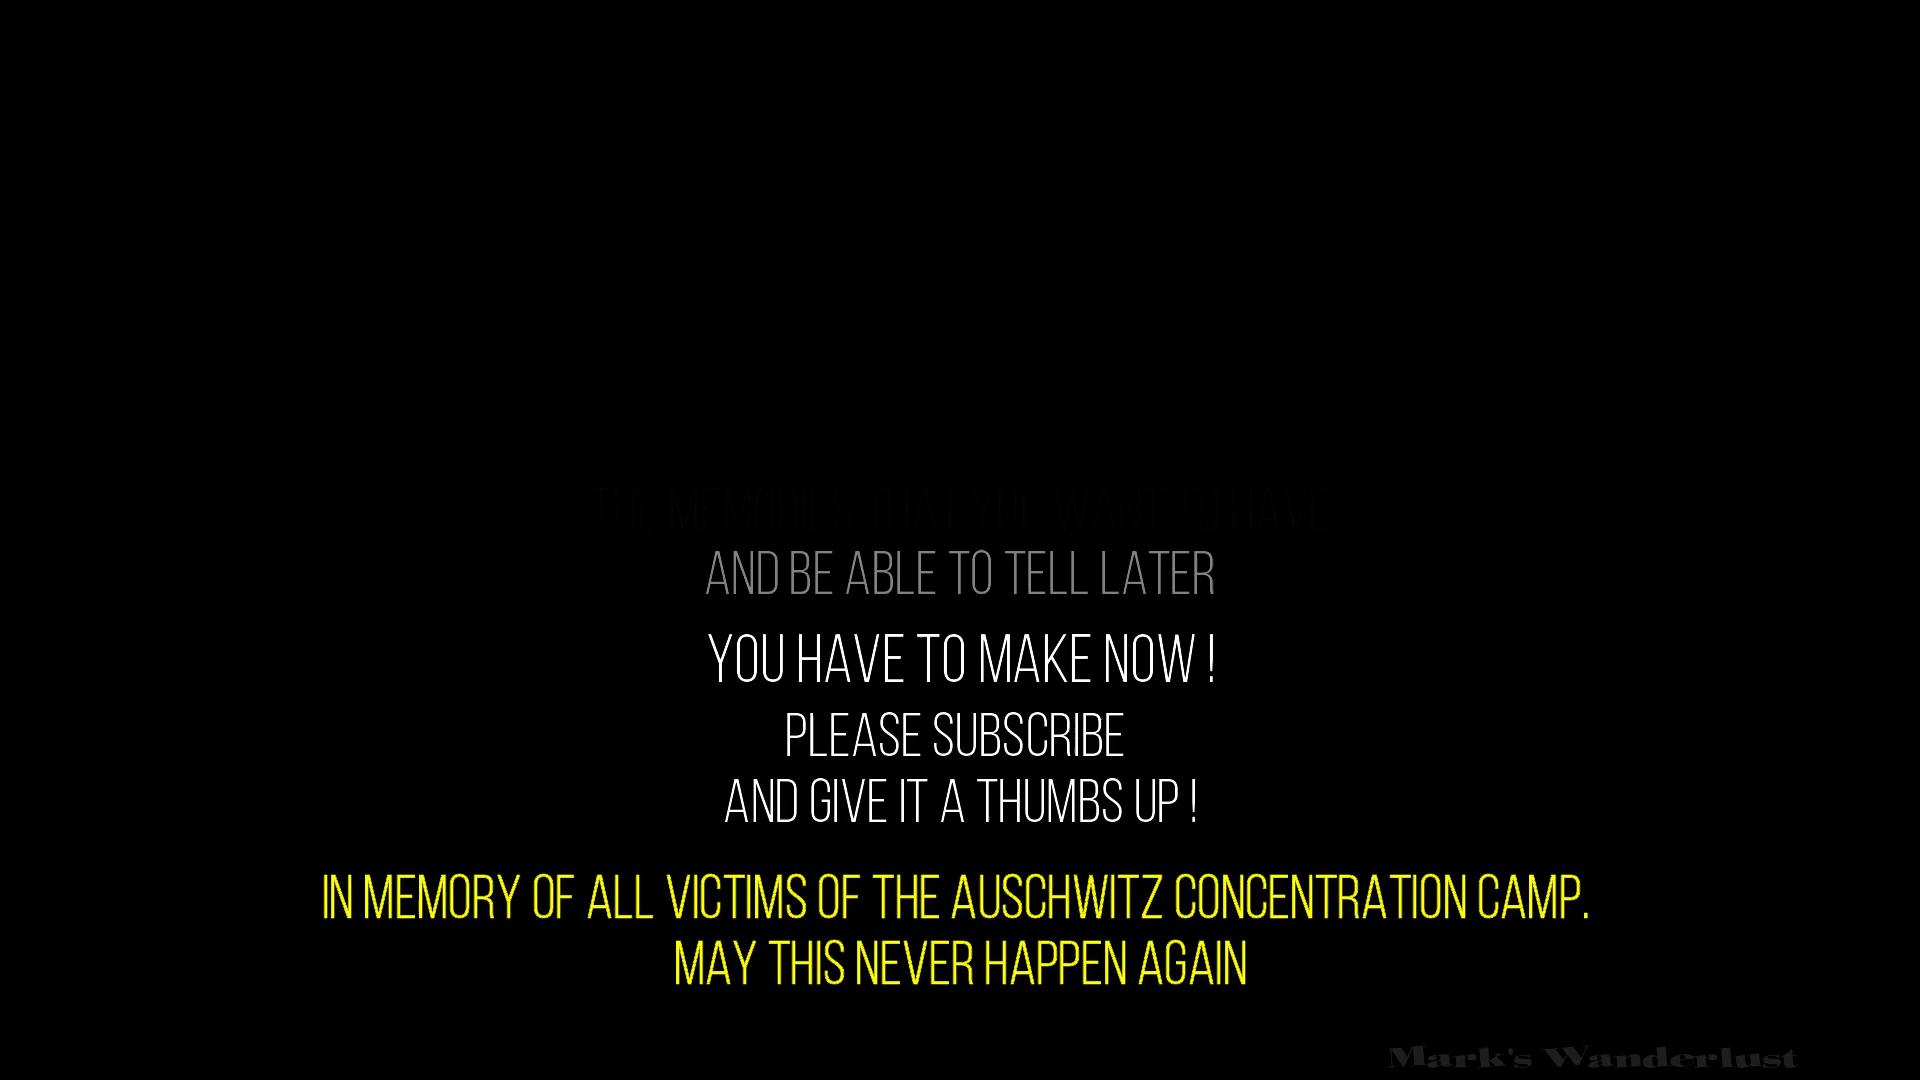 THE MEMORIES THAT YOU WANT TO HAVE
AND BE ABLE TO TELL LATER
YOU HAVE TO MAKE NOW !
PLEASE SUBSCRIBE
AND GIVE IT A THUMBS UP !
IN MEMORY OF ALL VICTIMS OF THE AUSCHWITZ CONCENTRATION CAMP.
MAY THIS NEVER HAPPEN AGAIN
Mark's Wanderlust